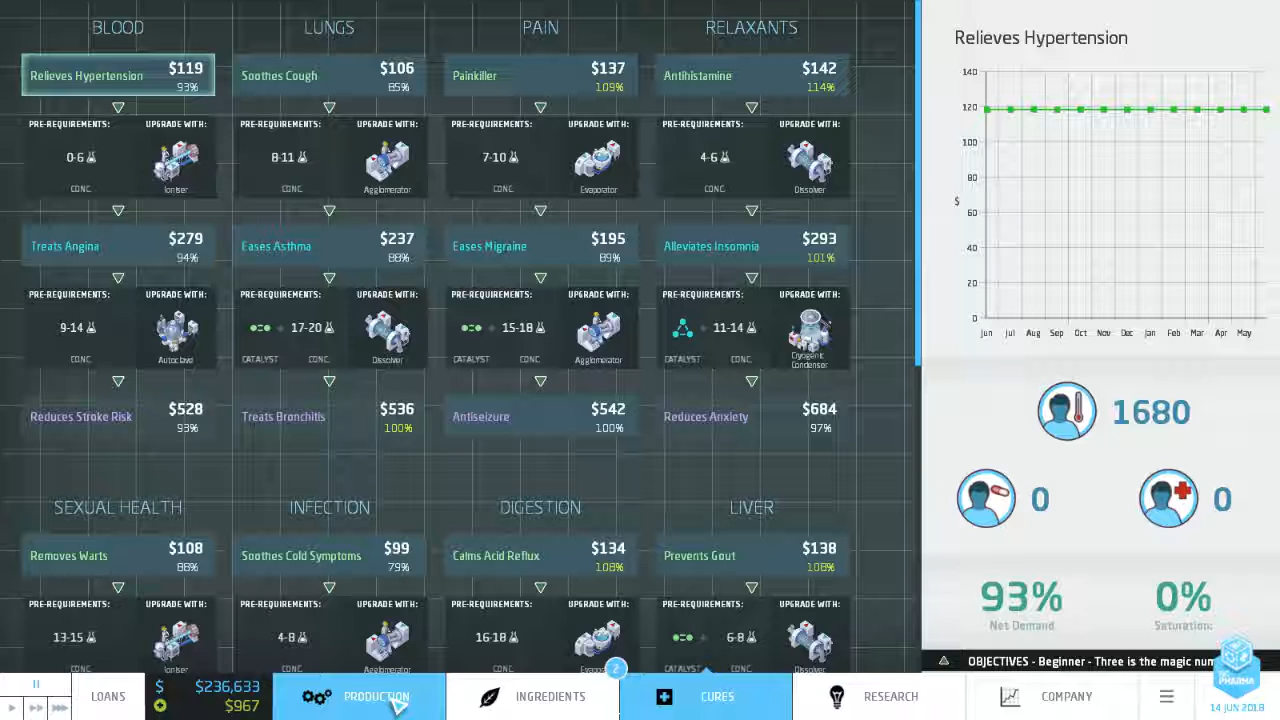 BLOOD LUNGS PAIN RELAXANTS
Relieves Hypertension $119 93% Soothes Cough $106 85% Painkiller $137 109% Antihistamine $142 114%
PRE-REQUIREMENTS: UPGRADE WITH: PRE-REQUIREMENTS: UPGRADE WITH: PRE-REQUIREMENTS: UPGRADE WITH: PRE-REQUIREMENTS: UPGRADE WITH:
0-6 8-11 7-10 4-6
CONC. Ioniser CONC. Agglomerator CONC. Evaporator CONC. Dissolver
Treats Angina $279 94% Eases Asthma $237 88% Eases Migraine $195 89% Alleviates Insomnia $293 101%
PRE-REQUIREMENTS: UPGRADE WITH: PRE-REQUIREMENTS: UPGRADE WITH: PRE-REQUIREMENTS: UPGRADE WITH: PRE-REQUIREMENTS: UPGRADE WITH:
9-14 + 17-20 + 15-18 + 11-14
CONC. Autoclave CATALYST CONC. Dissolver CATALYST CONC. Agglomerator CATALYST CONC. Cryogenic Condenser
Reduces Stroke Risk $528 93% Treats Bronchitis $536 100% Antiseizure $542 100% Reduces Anxiety $684 97%
SEXUAL HEALTH INFECTION DIGESTION LIVER
Removes Warts $108 88% Soothes Cold Symptoms $99 79% Calms Acid Reflux $134 108% Prevents Gout $138 108%
PRE-REQUIREMENTS: UPGRADE WITH: PRE-REQUIREMENTS: UPGRADE WITH: PRE-REQUIREMENTS: UPGRADE WITH: PRE-REQUIREMENTS: UPGRADE WITH:
13-15 4-8 16-18 + 6-8
CONC. Ioniser CONC. Agglomerator CONC. CATALYST CONC. Dissolver
Relieves Hypertension
140
120
100
80
$
60
40
20
0
Jun Jul Aug Sep Oct Nov Dec Jan Feb Mar Apr May
1680
0 0
93% 0%
Net Demand Saturation:
OBJECTIVES - Beginner - Three is the magic num
2
LOANS $ $236,633 $967 PRODUCTION INGREDIENTS CURES RESEARCH COMPANY
PHARMA
14 JUN 2018